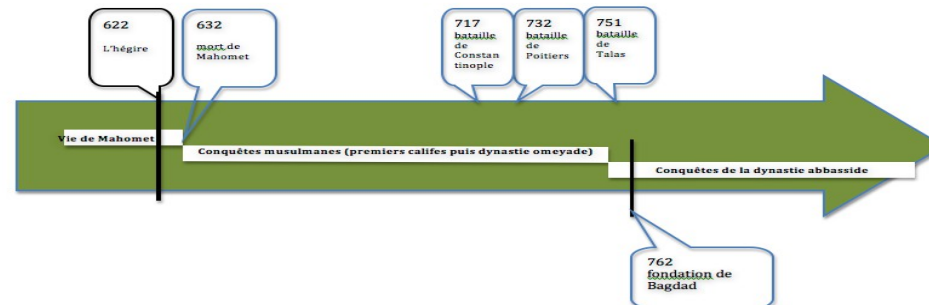 622
L'hégire
632
mort de
Mahomet
717
bataille
de
Constan
tinople
732
bataille
de
Poitiers
751
bataille
de
Talas
Vie de Mahomet
Conquêtes musulmanes (premiers califes puis dynastie omeyade)
Conquêtes de la dynastie abbasside
762
fondation de
Bagdad